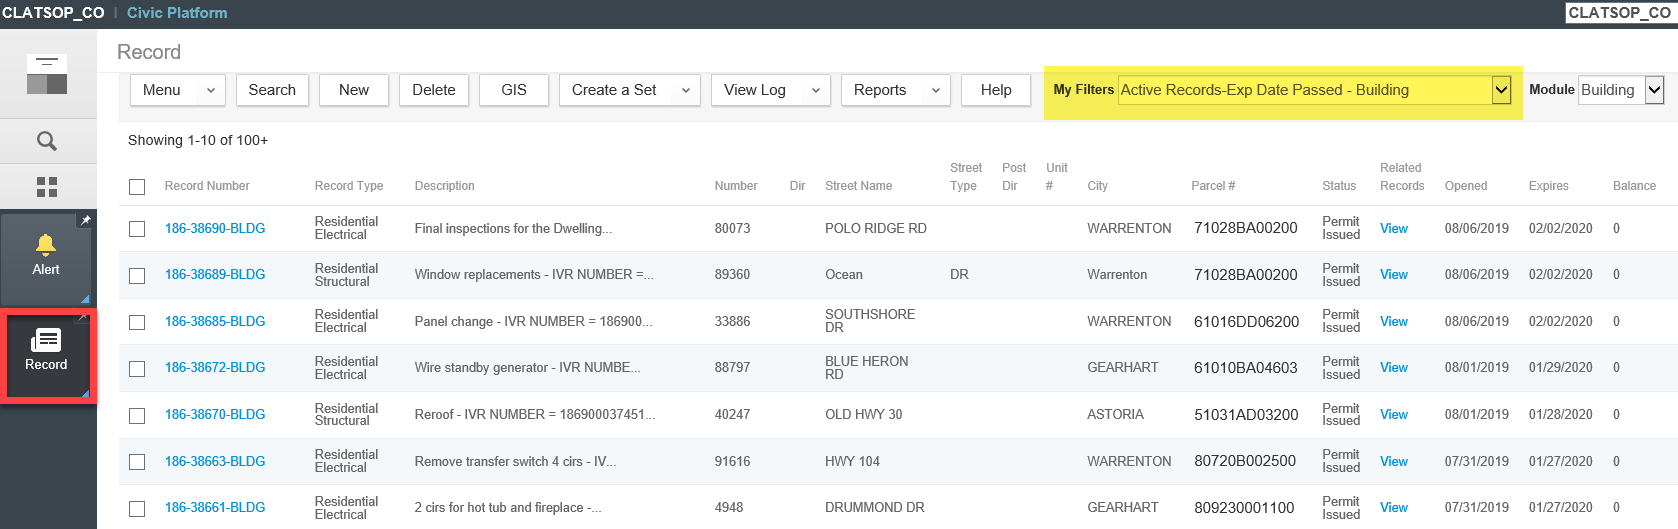 CLATSOP_CO | Civic Platform CLATSOP_CO
Record
Menu Search New Delete GIS Create a Set View Log Reports Help My Filters Active Records-Exp Date Passed - Building Module Building
Showing 1-10 of 100+
Record Number Record Type Description Number Dir Street Name Street Type Post Dir Unit # City Parcel # Status Related Records Opened Expires Balance
186-38690-BLDG Residential Electrical Final inspections for the Dwelling... 80073 POLO RIDGE RD WARRENTON 71028BA00200 Permit Issued View 08/06/2019 02/02/2020 0
Alert
186-38689-BLDG Residential Structural Window replacements - IVR NUMBER =... 89360 Ocean DR Warrenton 71028BA00200 Permit Issued View 08/06/2019 02/02/2020 0
186-38685-BLDG Residential Electrical Panel change - IVR NUMBER = 186900... 33886 SOUTHSHORE DR WARRENTON 61016DD06200 Permit Issued View 08/06/2019 02/02/2020 0
Record
186-38672-BLDG Residential Electrical Wire standby generator - IVR NUMBE... 88797 BLUE HERON RD GEARHART 61010BA04603 Permit Issued View 08/01/2019 01/29/2020 0
186-38670-BLDG Residential Structural Reroof - IVR NUMBER = 186900037451... 40247 OLD HWY 30 ASTORIA 51031AD03200 Permit Issued View 08/01/2019 01/28/2020 0
186-38663-BLDG Residential Electrical Remove transfer switch 4 cirs - IV... 91616 HWY 104 WARRENTON 80720B002500 Permit Issued View 07/31/2019 01/27/2020 0
186-38661-BLDG Residential Electrical 2 cirs for hot tub and fireplace -... 4948 DRUMMOND DR GEARHART 809230001100 Permit Issued View 07/31/2019 01/27/2020 0